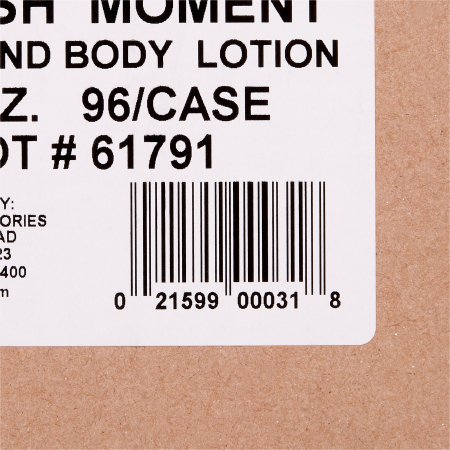 SH MOMENT
ND BODY LOTION
Z. 96/CASE
OT # 61791
Y:
ORIES
AD
23
400
m
0 21599 00031 8